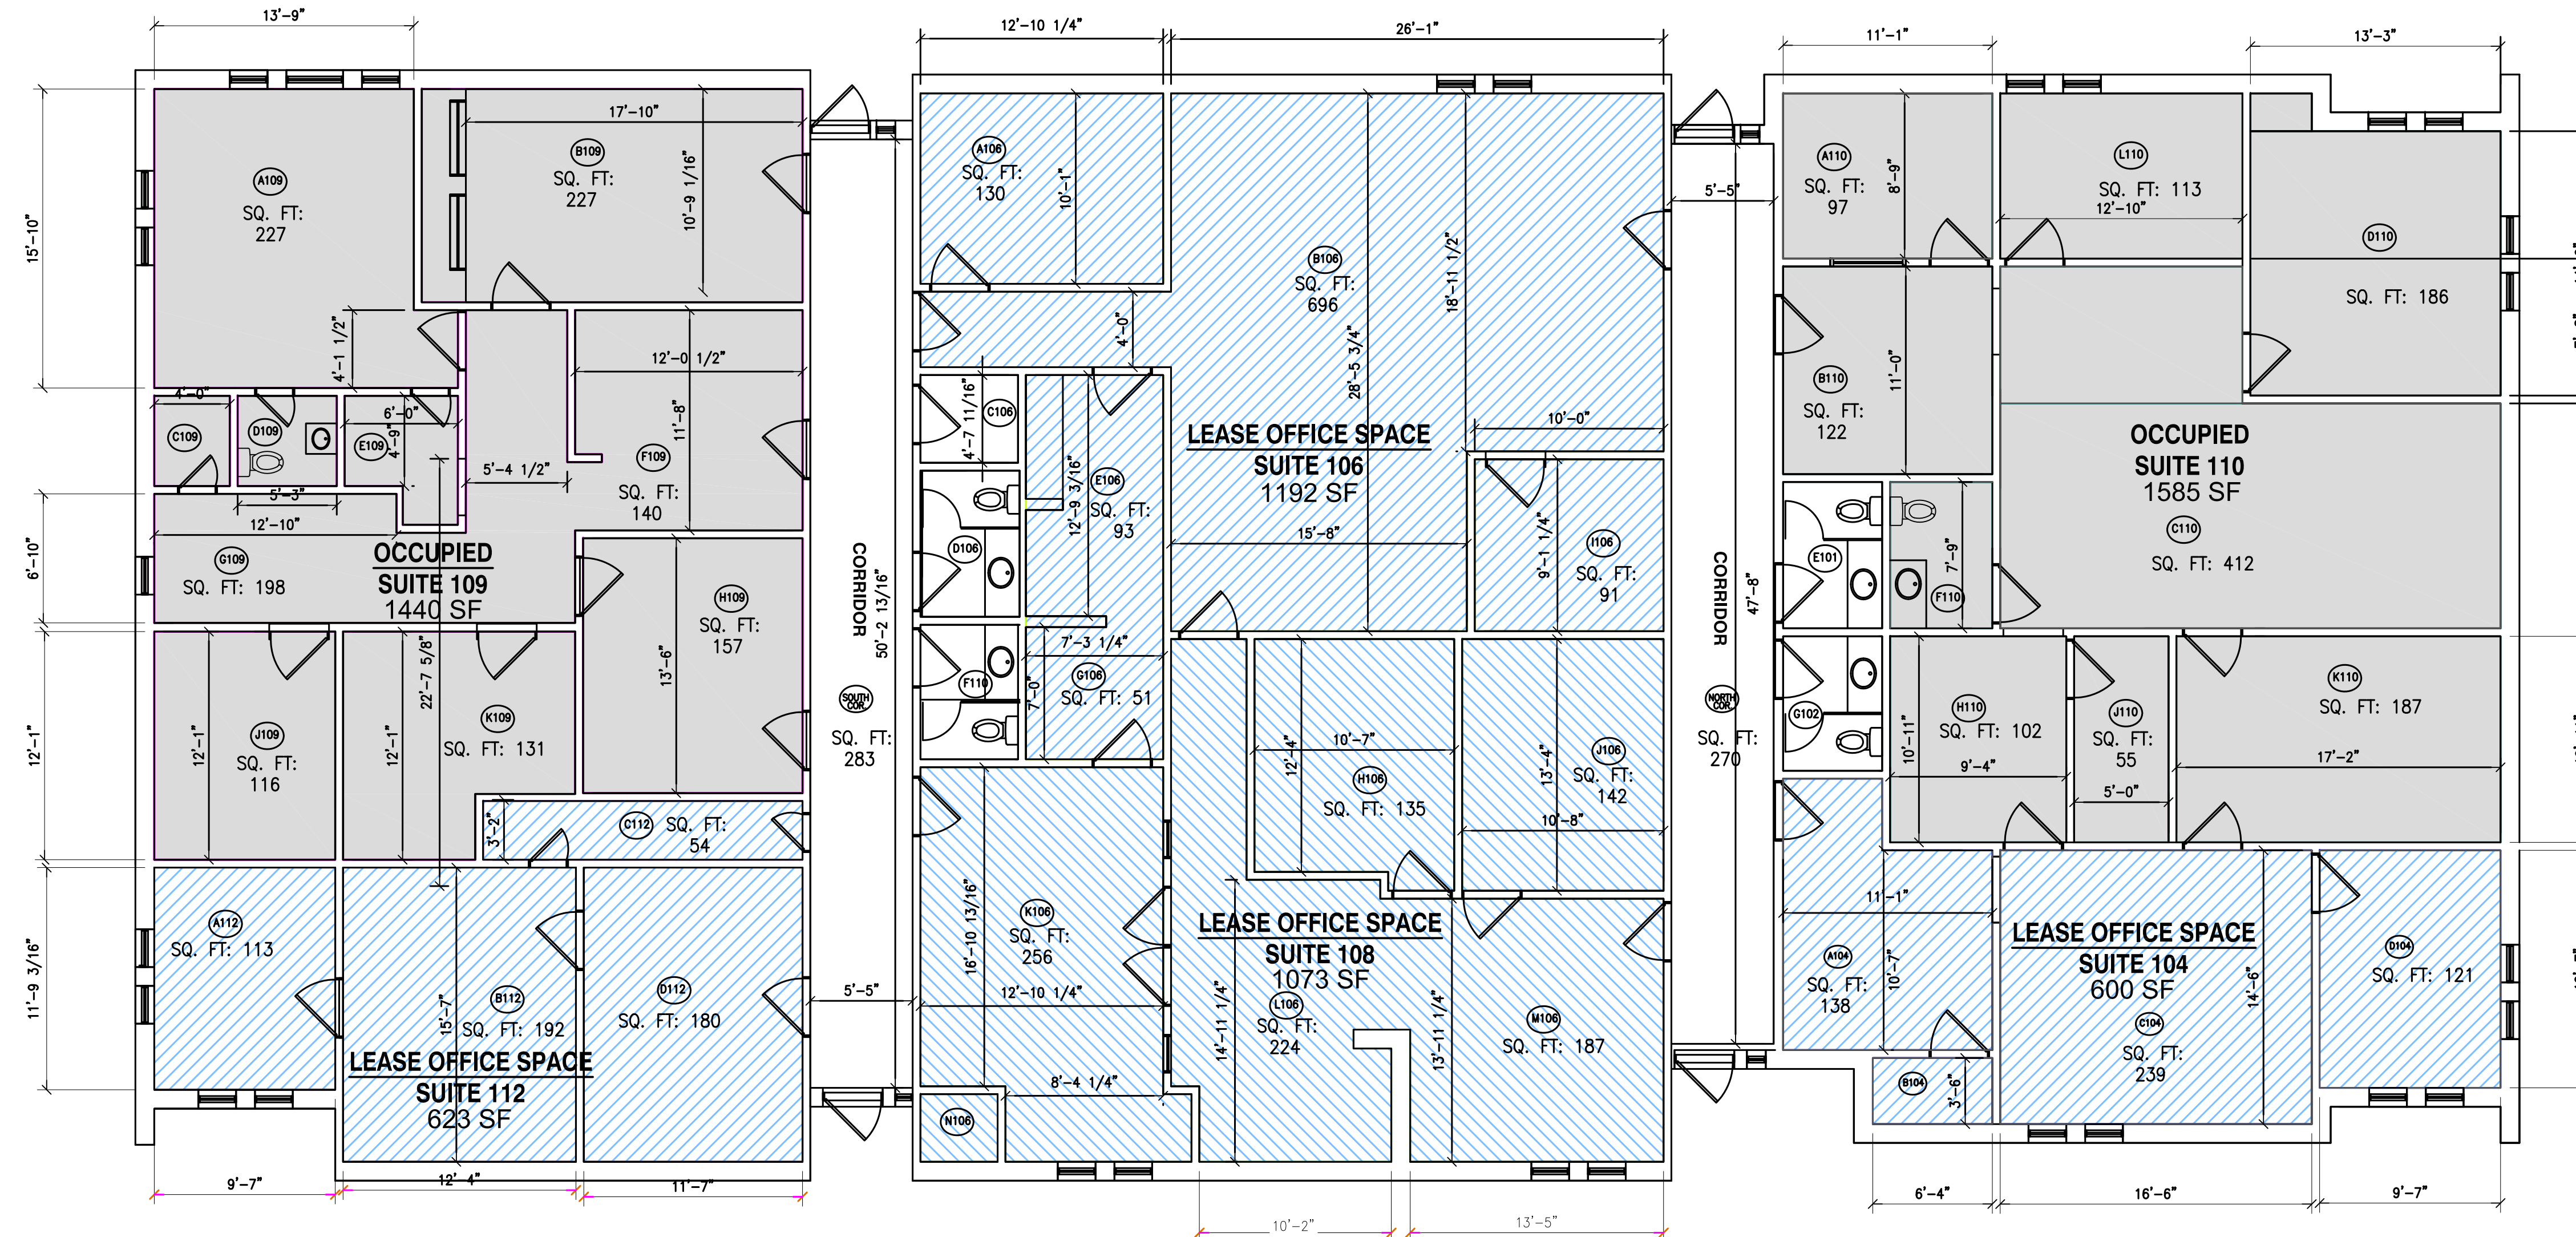 13'-9"
12'-10 1/4"
26'-1"
11'-1"
13'-3"
15'-10"
A109
SQ. FT:
227
17'-10"
B109
SQ. FT:
227
10'-9 1/16"
4'-1 1/2"
12'-0 1/2"
11'-8"
4'-0"
C109
D109
6'-0"
E109
4'-9"
5'-3"
5'-4 1/2"
F109
SQ. FT:
140
6'-10"
12'-10"
G109
SQ. FT: 198
OCCUPIED
SUITE 109
1440 SF
H109
SQ. FT:
157
13'-6"
22'-7 5/8"
12'-1"
12'-1"
J109
SQ. FT:
116
12'-1"
K109
SQ. FT: 131
3'-2"
C112
SQ. FT:
54
11'-9 3/16"
A112
SQ. FT: 113
15'-7"
B112
SQ. FT: 192
D112
SQ. FT: 180
LEASE OFFICE SPACE
SUITE 112
623 SF
9'-7"
12'-4"
11'-7"
CORRIDOR
50'-2 13/16"
SOUTH
COR.
SQ. FT:
283
5'-5"
A106
SQ. FT:
130
10'-1"
B106
SQ. FT:
696
18'-11 1/2"
28'-5 3/4"
4'-0"
4'-7 11/16"
C106
12'-9 3/16"
E106
SQ. FT:
93
D106
LEASE OFFICE SPACE
SUITE 106
1192 SF
10'-0"
15'-8"
9'-1 1/4"
I106
SQ. FT:
91
F110
7'-3 1/4"
7'-0"
G106
SQ. FT: 51
10'-7"
12'-4"
H106
SQ. FT: 135
13'-4"
J106
SQ. FT:
142
10'-8"
16'-10 13/16"
K106
SQ. FT:
256
12'-10 1/4"
8'-4 1/4"
N106
LEASE OFFICE SPACE
SUITE 108
1073 SF
L106
SQ. FT:
224
14'-11 1/4"
13'-11 1/4"
M106
SQ. FT: 187
10'-2"
13'-5"
5'-5"
CORRIDOR
47'-8"
NORTH
COR.
SQ. FT:
270
A110
SQ. FT:
97
8'-9"
L110
SQ. FT: 113
12'-10"
D110
SQ. FT: 186
B110
SQ. FT:
122
11'-0"
OCCUPIED
SUITE 110
1585 SF
C110
SQ. FT: 412
E101
7'-9"
F110
G102
10'-11"
H110
SQ. FT: 102
9'-4"
J110
SQ. FT:
55
5'-0"
K110
SQ. FT: 187
17'-2"
11'-1"
A104
SQ. FT:
138
10'-7"
LEASE OFFICE SPACE
SUITE 104
600 SF
C104
SQ. FT:
239
14'-6"
D104
SQ. FT: 121
B104
3'-6"
6'-4"
16'-6"
9'-7"